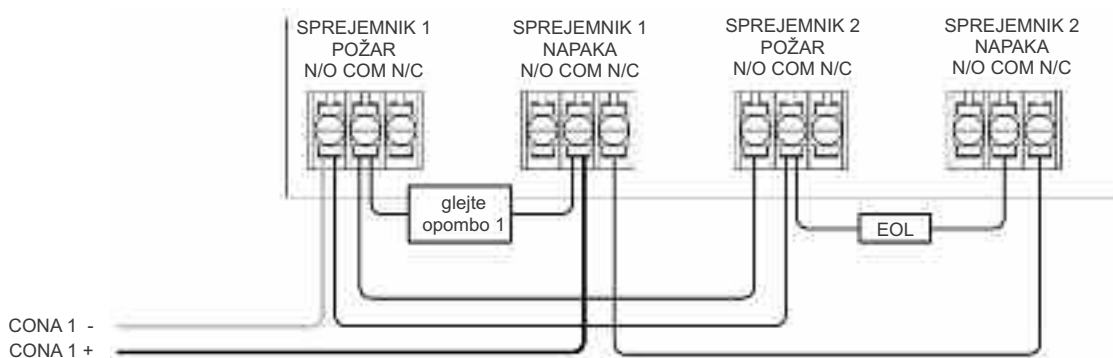 SPREJEMNIK 1
POŽAR
N/O COM N/C
SPREJEMNIK 1
NAPAKA
N/O COM N/C
SPREJEMNIK 2
POŽAR
N/O COM N/C
SPREJEMNIK 2
NAPAKA
N/O COM N/C
glejte
opombo 1
EOL
CONA 1 -
CONA 1 +